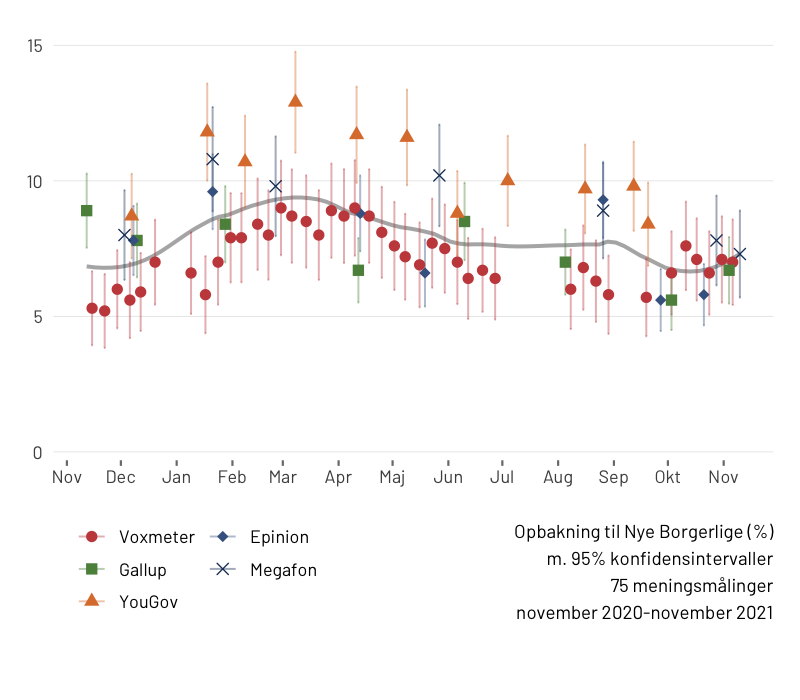 15
10
5
0
Nov Dec Jan Feb Mar Apr Maj Jun Jul Aug Sep Okt Nov
Voxmeter Epinion
Gallup Megafon
YouGov
Opbakning til Nye Borgerlige (%)
m. 95% konfidensintervaller
75 meningsmålinger
november 2020-november 2021